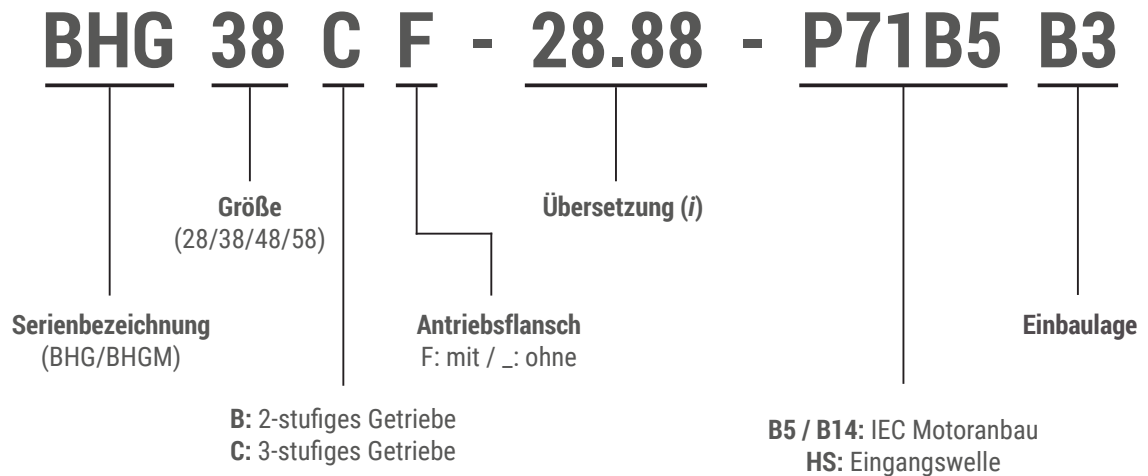 BHG 38 C F - 28.88 - P71B5 B3
Größe
(28/38/48/58)
Übersetzung (i)
Serienbezeichnung
(BHG/BHGM)
Antriebsflansch
F: mit / _: ohne
Einbaulage
B: 2-stufiges Getriebe
C: 3-stufiges Getriebe
B5 / B14: IEC Motoranbau
HS: Eingangswelle